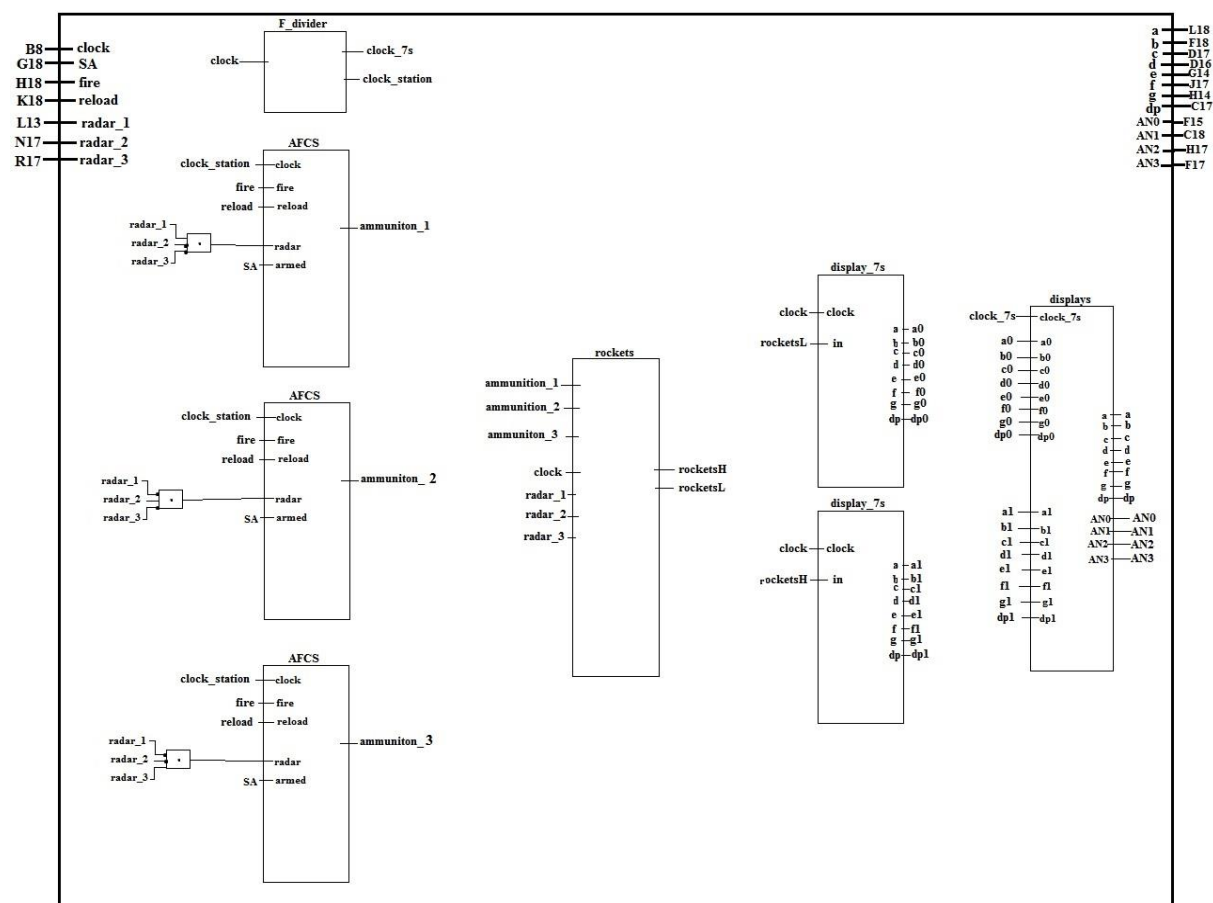 B8 clock
G18 SA
H18 fire
K18 reload
L13 radar_1
N17 radar_2
R17 radar_3
F_divider
clock
clock_7s
clock_station
a L18
b F18
c D17
d D16
e G14
f J17
g H14
dp C17
AN0 F15
AN1 C18
AN2 H17
AN3 F17
AFCS
clock_station clock
fire fire
reload reload
radar_1
radar_2
radar_3
radar
SA armed
ammuniton_1
AFCS
clock_station clock
fire fire
reload reload
radar_1
radar_2
radar_3
radar
SA armed
ammuniton_ 2
AFCS
clock_station clock
fire fire
reload reload
radar_1
radar_2
radar_3
radar
SA armed
ammuniton_ 3
rockets
ammunition_1
ammunition_2
ammuniton_3
clock
radar_1
radar_2
radar_3
rocketsH
rocketsL
display_7s
clock clock
rocketsL in
a a0
b b0
c c0
d d0
e e0
f f0
g g0
dp dp0
display_7s
clock clock
rocketsH in
a a1
b b1
c c1
d d1
e e1
f f1
g g1
dp dp1
displays
clock_7s clock_7s
a0 a0
b0 b0
c0 c0
d0 d0
e0 e0
f0 f0
g0 g0
dp0 dp0
a1 a1
b1 b1
c1 c1
d1 d1
e1 e1
f1 f1
g1 g1
dp1 dp1
a a
b b
c c
d d
e e
f f
g g
dp dp
AN0 AN0
AN1 AN1
AN2 AN2
AN3 AN3